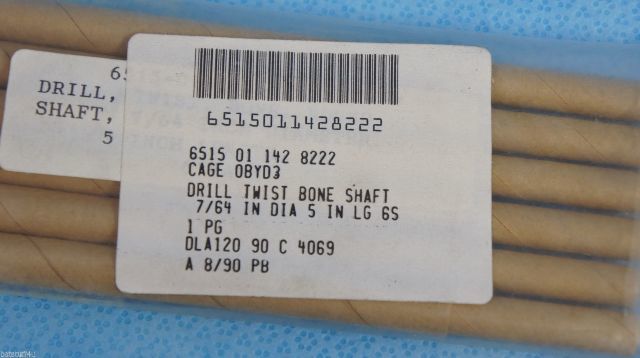 6515
DRILL,
SHAFT,
5
6515011428222
6515 01 142 8222
CAGE 0BYD3
DRILL TWIST BONE SHAFT
7/64 IN DIA 5 IN LG 6S
1 PG
DLA120 90 C 4069
A 8/90 PB